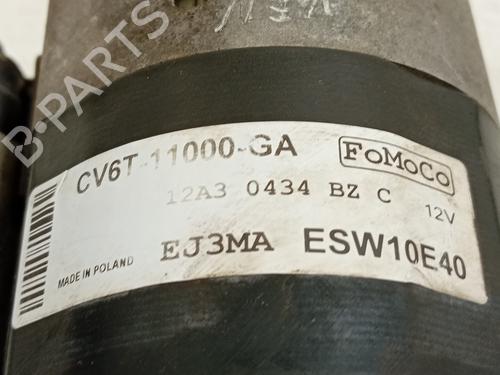 B-PARTS
CV6T-11000-GA
FoMoCo
12A3 0434 BZ C
12V
EJ3MA ESW10E40
MADE IN POLAND